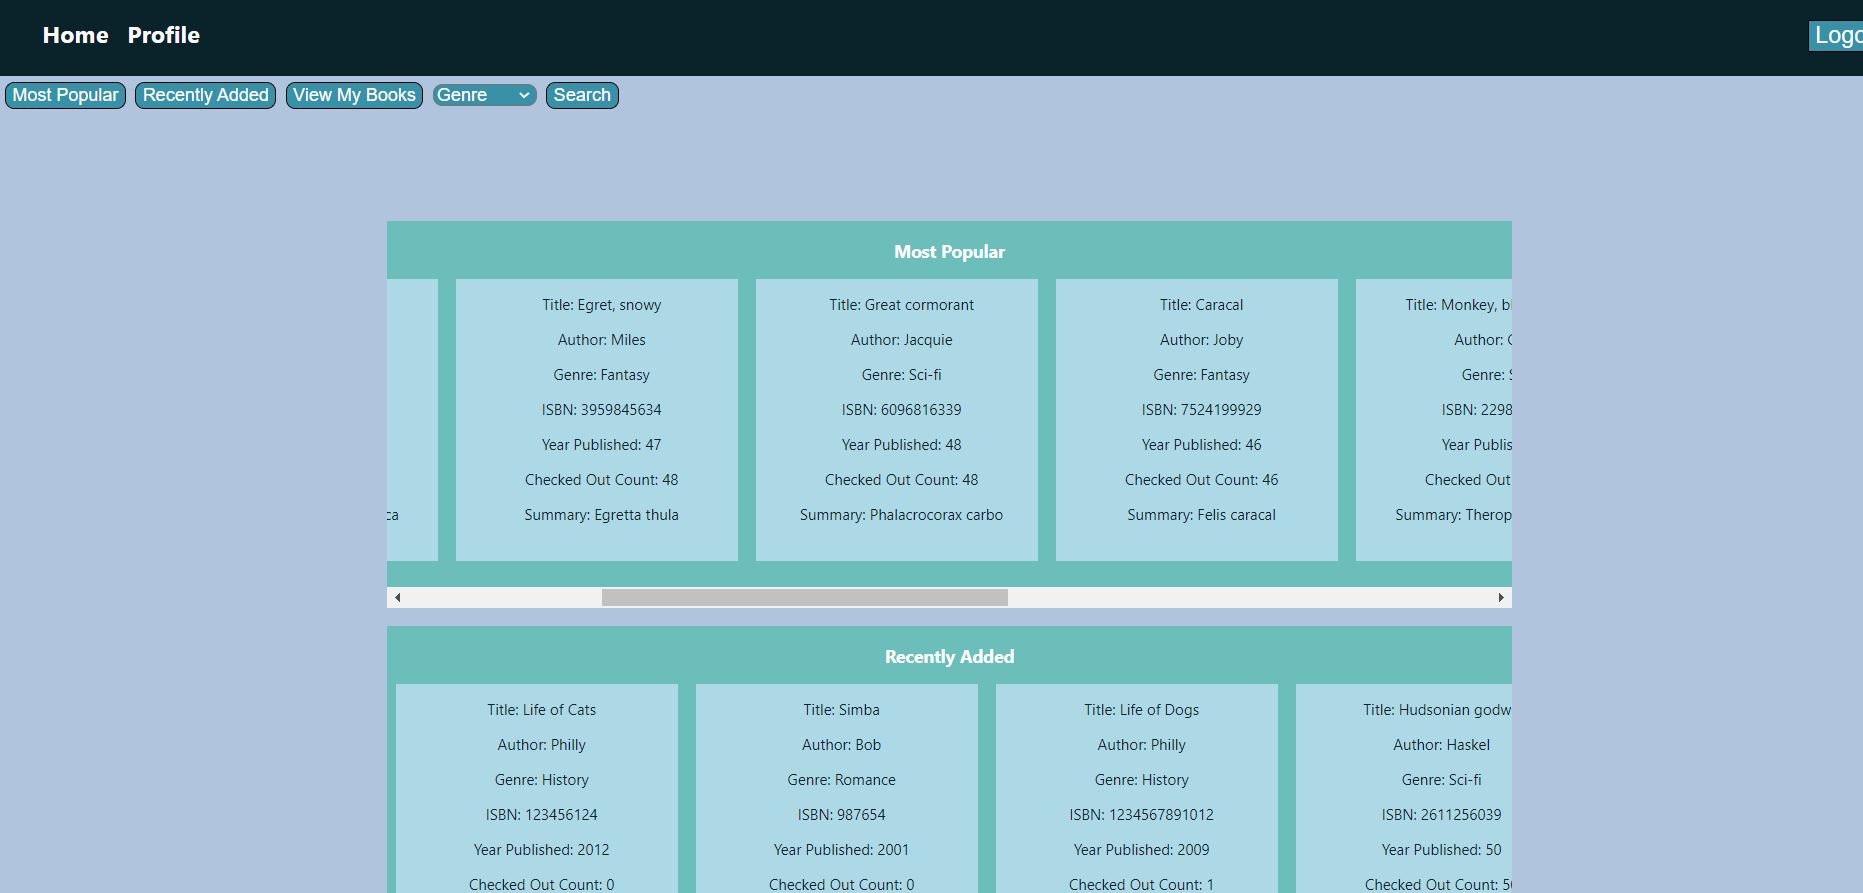 Home Profile Logo
Most Popular Recently Added View My Books Genre Search
Most Popular
Title: Egret, snowy
Author: Miles
Genre: Fantasy
ISBN: 3959845634
Year Published: 47
Checked Out Count: 48
ca
Summary: Egretta thula
Title: Great cormorant
Author: Jacquie
Genre: Sci-fi
ISBN: 6096816339
Year Published: 48
Checked Out Count: 48
Summary: Phalacrocorax carbo
Title: Caracal
Author: Joby
Genre: Fantasy
ISBN: 7524199929
Year Published: 46
Checked Out Count: 46
Summary: Felis caracal
Title: Monkey, bl
Author:
Genre:
ISBN: 2298
Year Publis
Checked Out
Summary: Therop
Recently Added
Title: Life of Cats
Author: Philly
Genre: History
ISBN: 123456124
Year Published: 2012
Checked Out Count: 0
Title: Simba
Author: Bob
Genre: Romance
ISBN: 987654
Year Published: 2001
Checked Out Count: 0
Title: Life of Dogs
Author: Philly
Genre: History
ISBN: 1234567891012
Year Published: 2009
Checked Out Count: 1
Title: Hudsonian godw
Author: Haskel
Genre: Sci-fi
ISBN: 2611256039
Year Published: 50
Checked Out Count: 50